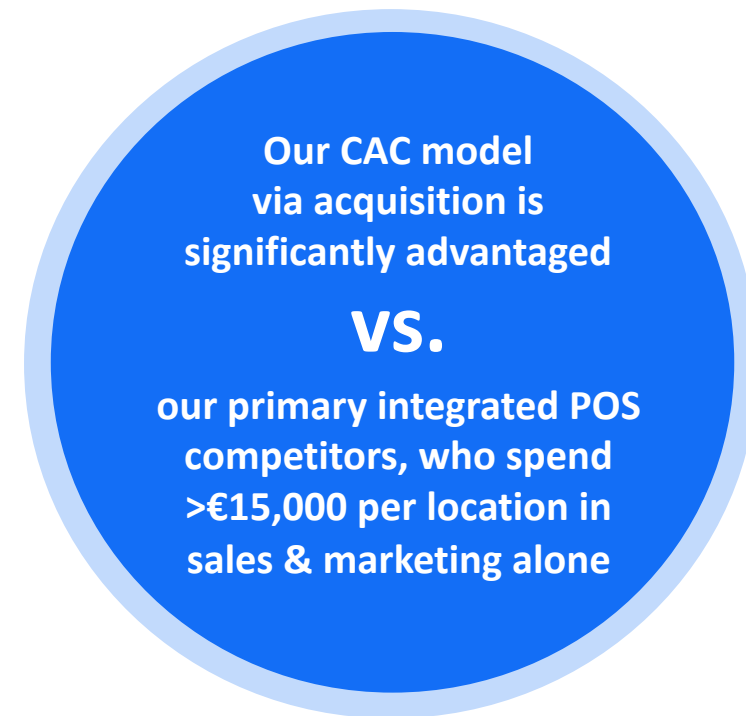 Our CAC model
via acquisition is
significantly advantaged
vs.
our primary integrated POS
competitors, who spend
>€15,000 per location in
sales & marketing alone